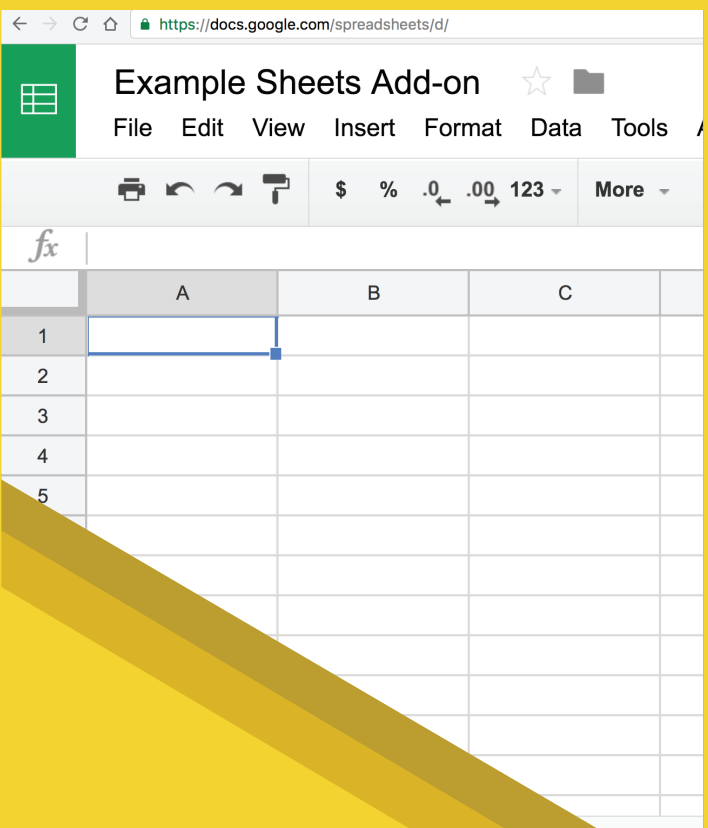 https://docs.google.com/spreadsheets/d/
Example Sheets Add-on
File Edit View Insert Format Data Tools
$ % .0 .00 123 More
fx
A B C
1
2
3
4
5